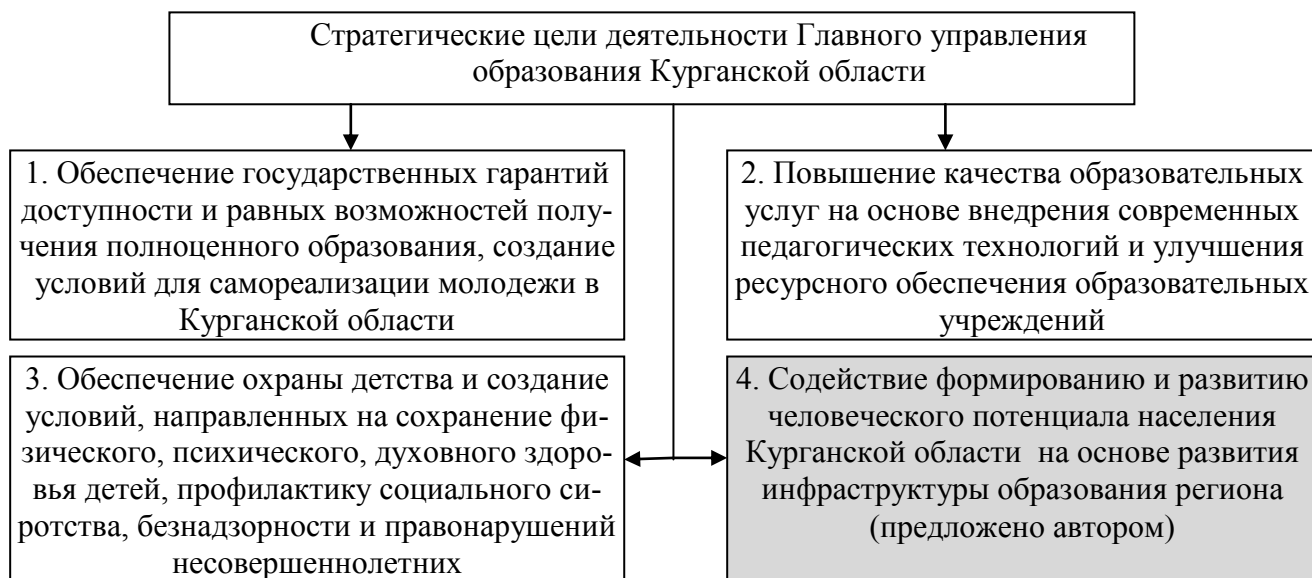 Стратегические цели деятельности Главного управления
образования Курганской области
1. Обеспечение государственных гарантий
доступности и равных возможностей полу-
чения полноценного образования, создание
условий для самореализации молодежи в
Курганской области
2. Повышение качества образовательных
услуг на основе внедрения современных
педагогических технологий и улучшения
ресурсного обеспечения образовательных
учреждений
3. Обеспечение охраны детства и создание
условий, направленных на сохранение фи-
зического, психического, духовного здоро-
вья детей, профилактику социального си-
ротства, безнадзорности и правонарушений
несовершеннолетних
4. Содействие формированию и развитию
человеческого потенциала населения
Курганской области на основе развития
инфраструктуры образования региона
(предложено автором)